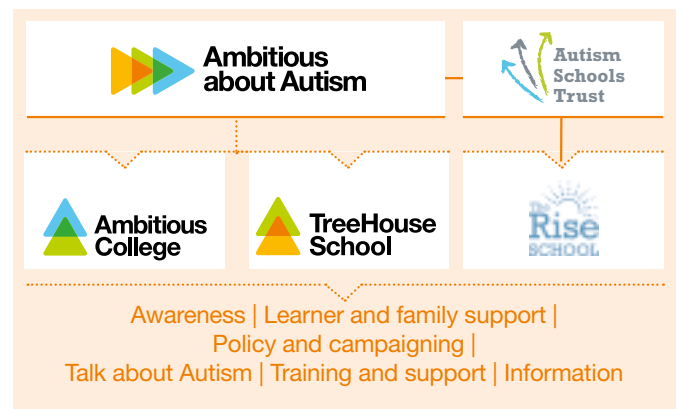 Ambitious
about Autism
Autism
Schools
Trust
Ambitious
College
TreeHouse
School
The
Rise
SCHOOL
Awareness | Learner and family support |
Policy and campaigning |
Talk about Autism | Training and support | Information